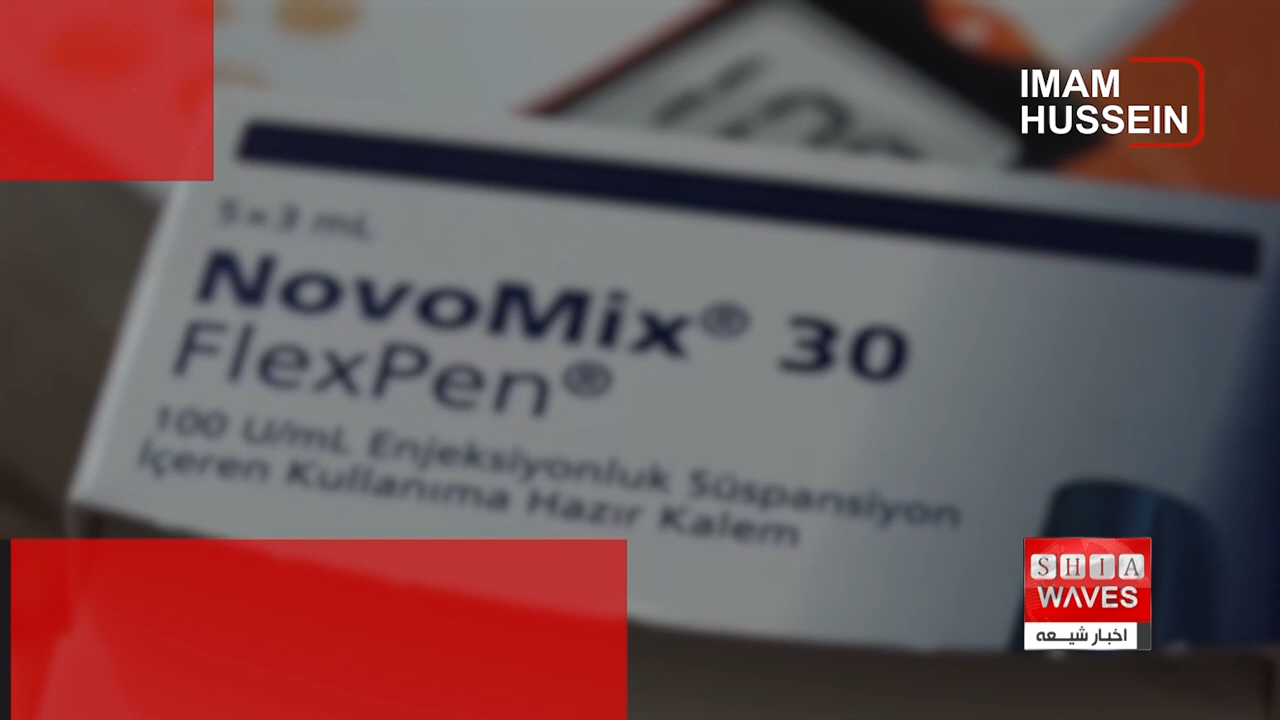 IMAM
HUSSEIN
5 x 3 mL
NovoMix® 30
FlexPen®
100 U/mL Enjeksiyonluk Süspansiyon
İçeren Kullanıma Hazır Kalem
SHIA
WAVES
اخبار شیعه